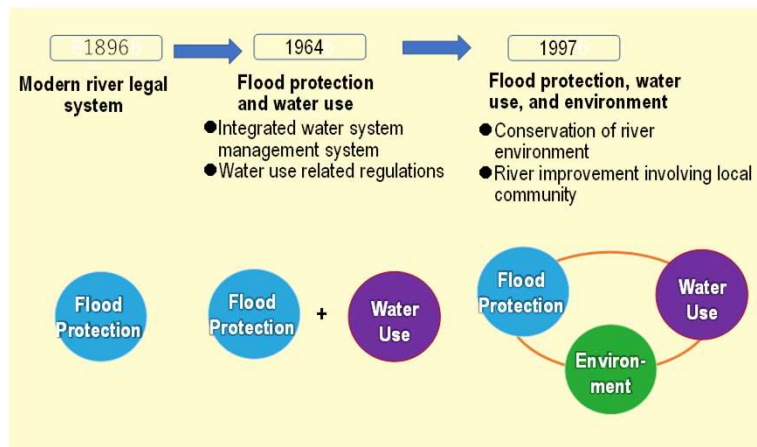 1896
Modern river legal
system
1964
Flood protection
and water use
●Integrated water system
management system
●Water use related regulations
1997
Flood protection, water
use, and environment
●Conservation of river
environment
●River improvement involving local
community
Flood
Protection
Flood
Protection
+
Water
Use
Flood
Protection
Water
Use
Environ-
ment